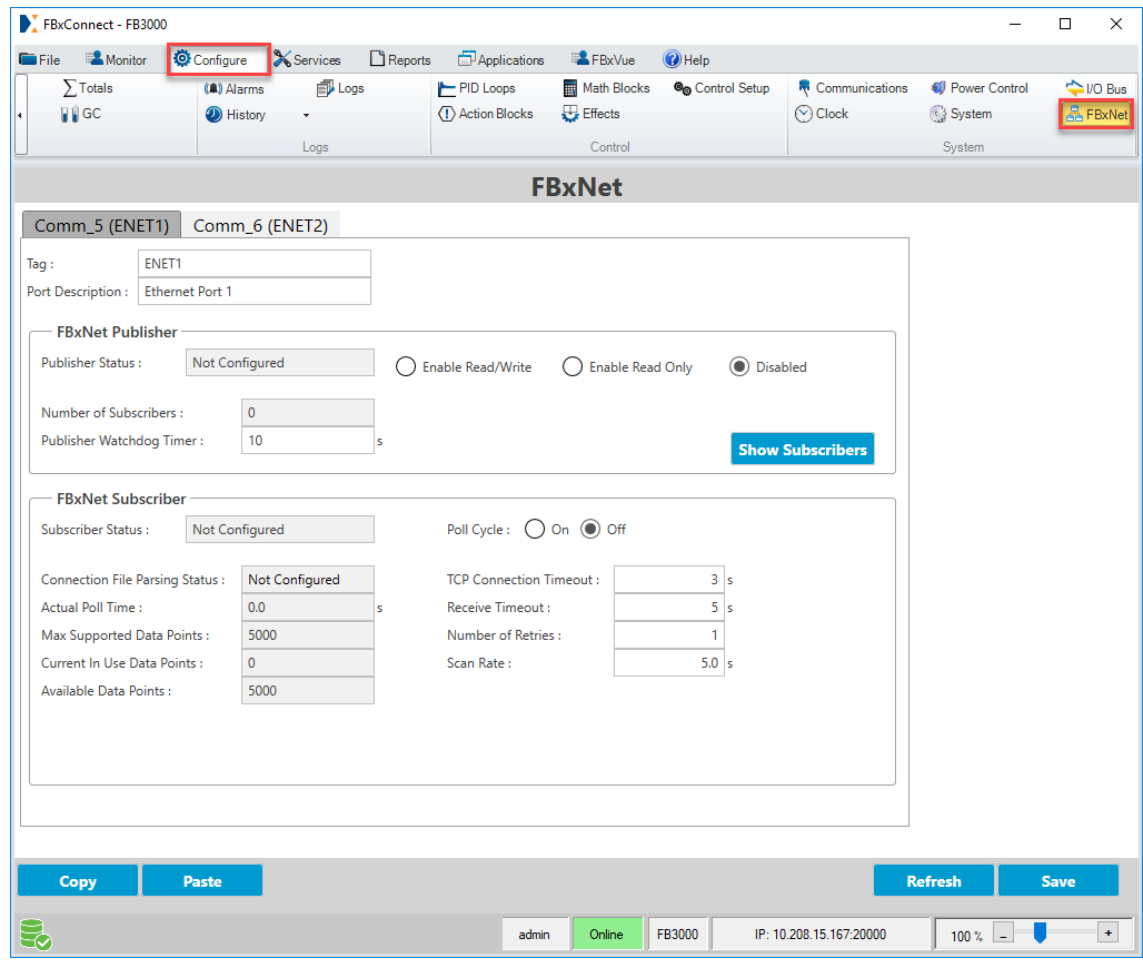 FBxConnect - FB3000
File Monitor Configure Services Reports Applications FBxVue Help
Totals (A) Alarms Logs PID Loops Math Blocks Control Setup Communications Power Control I/O Bus
GC History Action Blocks Effects Clock System FBxNet
Logs Control System
FBxNet
Comm_5 (ENET1) Comm_6 (ENET2)
Tag : ENET1
Port Description : Ethernet Port 1
FBxNet Publisher
Publisher Status : Not Configured Enable Read/Write Enable Read Only Disabled
Number of Subscribers : 0
Publisher Watchdog Timer : 10 s
Show Subscribers
FBxNet Subscriber
Subscriber Status : Not Configured Poll Cycle : On Off
Connection File Parsing Status : Not Configured TCP Connection Timeout : 3 s
Actual Poll Time : 0.0 s Receive Timeout : 5 s
Max Supported Data Points : 5000 Number of Retries : 1
Current In Use Data Points : 0 Scan Rate : 5.0 s
Available Data Points : 5000
Copy Paste Refresh Save
admin Online FB3000 IP: 10.208.15.167:20000 100 % - +